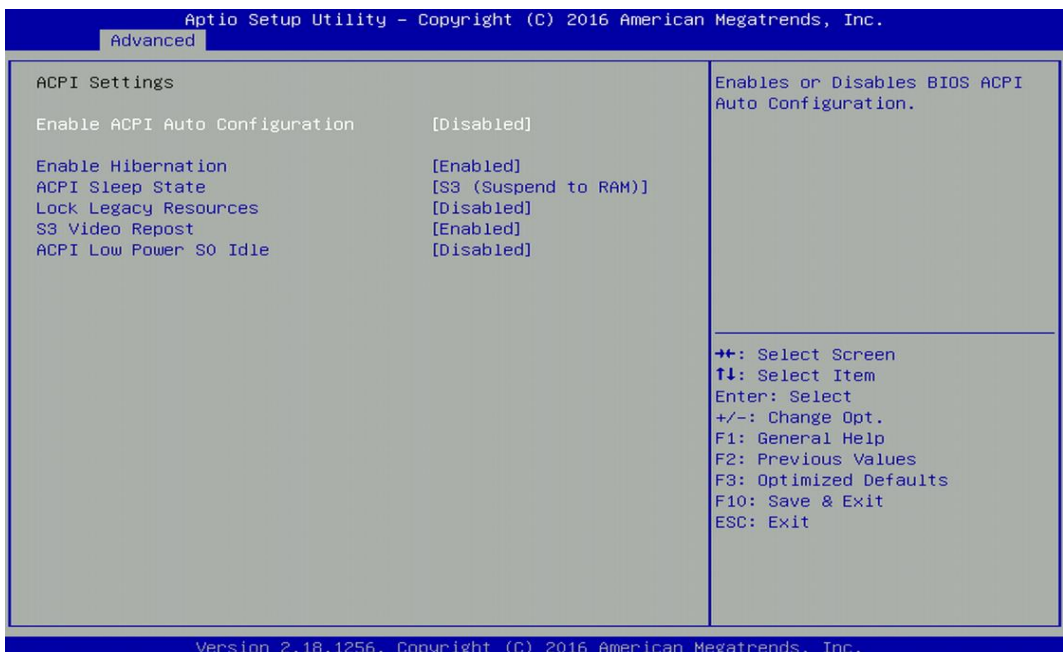 Aptio Setup Utility – Copyright (C) 2016 American Megatrends, Inc.
Advanced
ACPI Settings
Enable ACPI Auto Configuration [Disabled]
Enable Hibernation [Enabled]
ACPI Sleep State [S3 (Suspend to RAM)]
Lock Legacy Resources [Disabled]
S3 Video Repost [Enabled]
ACPI Low Power S0 Idle [Disabled]
Enables or Disables BIOS ACPI
Auto Configuration.
→←: Select Screen
↑↓: Select Item
Enter: Select
+/-: Change Opt.
F1: General Help
F2: Previous Values
F3: Optimized Defaults
F10: Save & Exit
ESC: Exit
Version 2.18.1256. Copyright (C) 2016 American Megatrends, Inc.